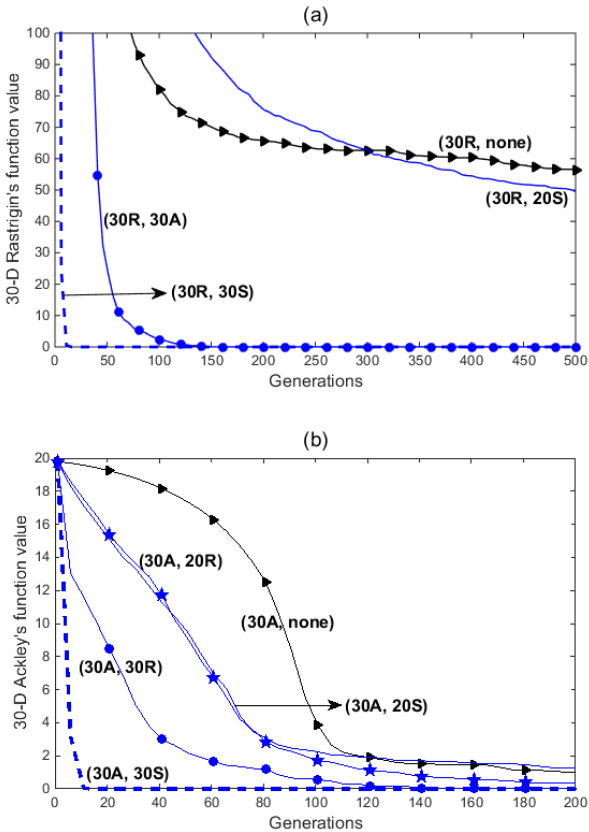 (a)
30-D Rastrigin's function value
100
90
80
70
60
50
40
30
20
10
0
(30R, none)
(30R, 20S)
(30R, 30A)
(30R, 30S)
0 50 100 150 200 250 300 350 400 450 500
Generations
(b)
30-D Ackley's function value
20
18
16
14
12
10
8
6
4
2
0
(30A, 20R)
(30A, none)
(30A, 30R)
(30A, 20S)
(30A, 30S)
0 20 40 60 80 100 120 140 160 180 200
Generations